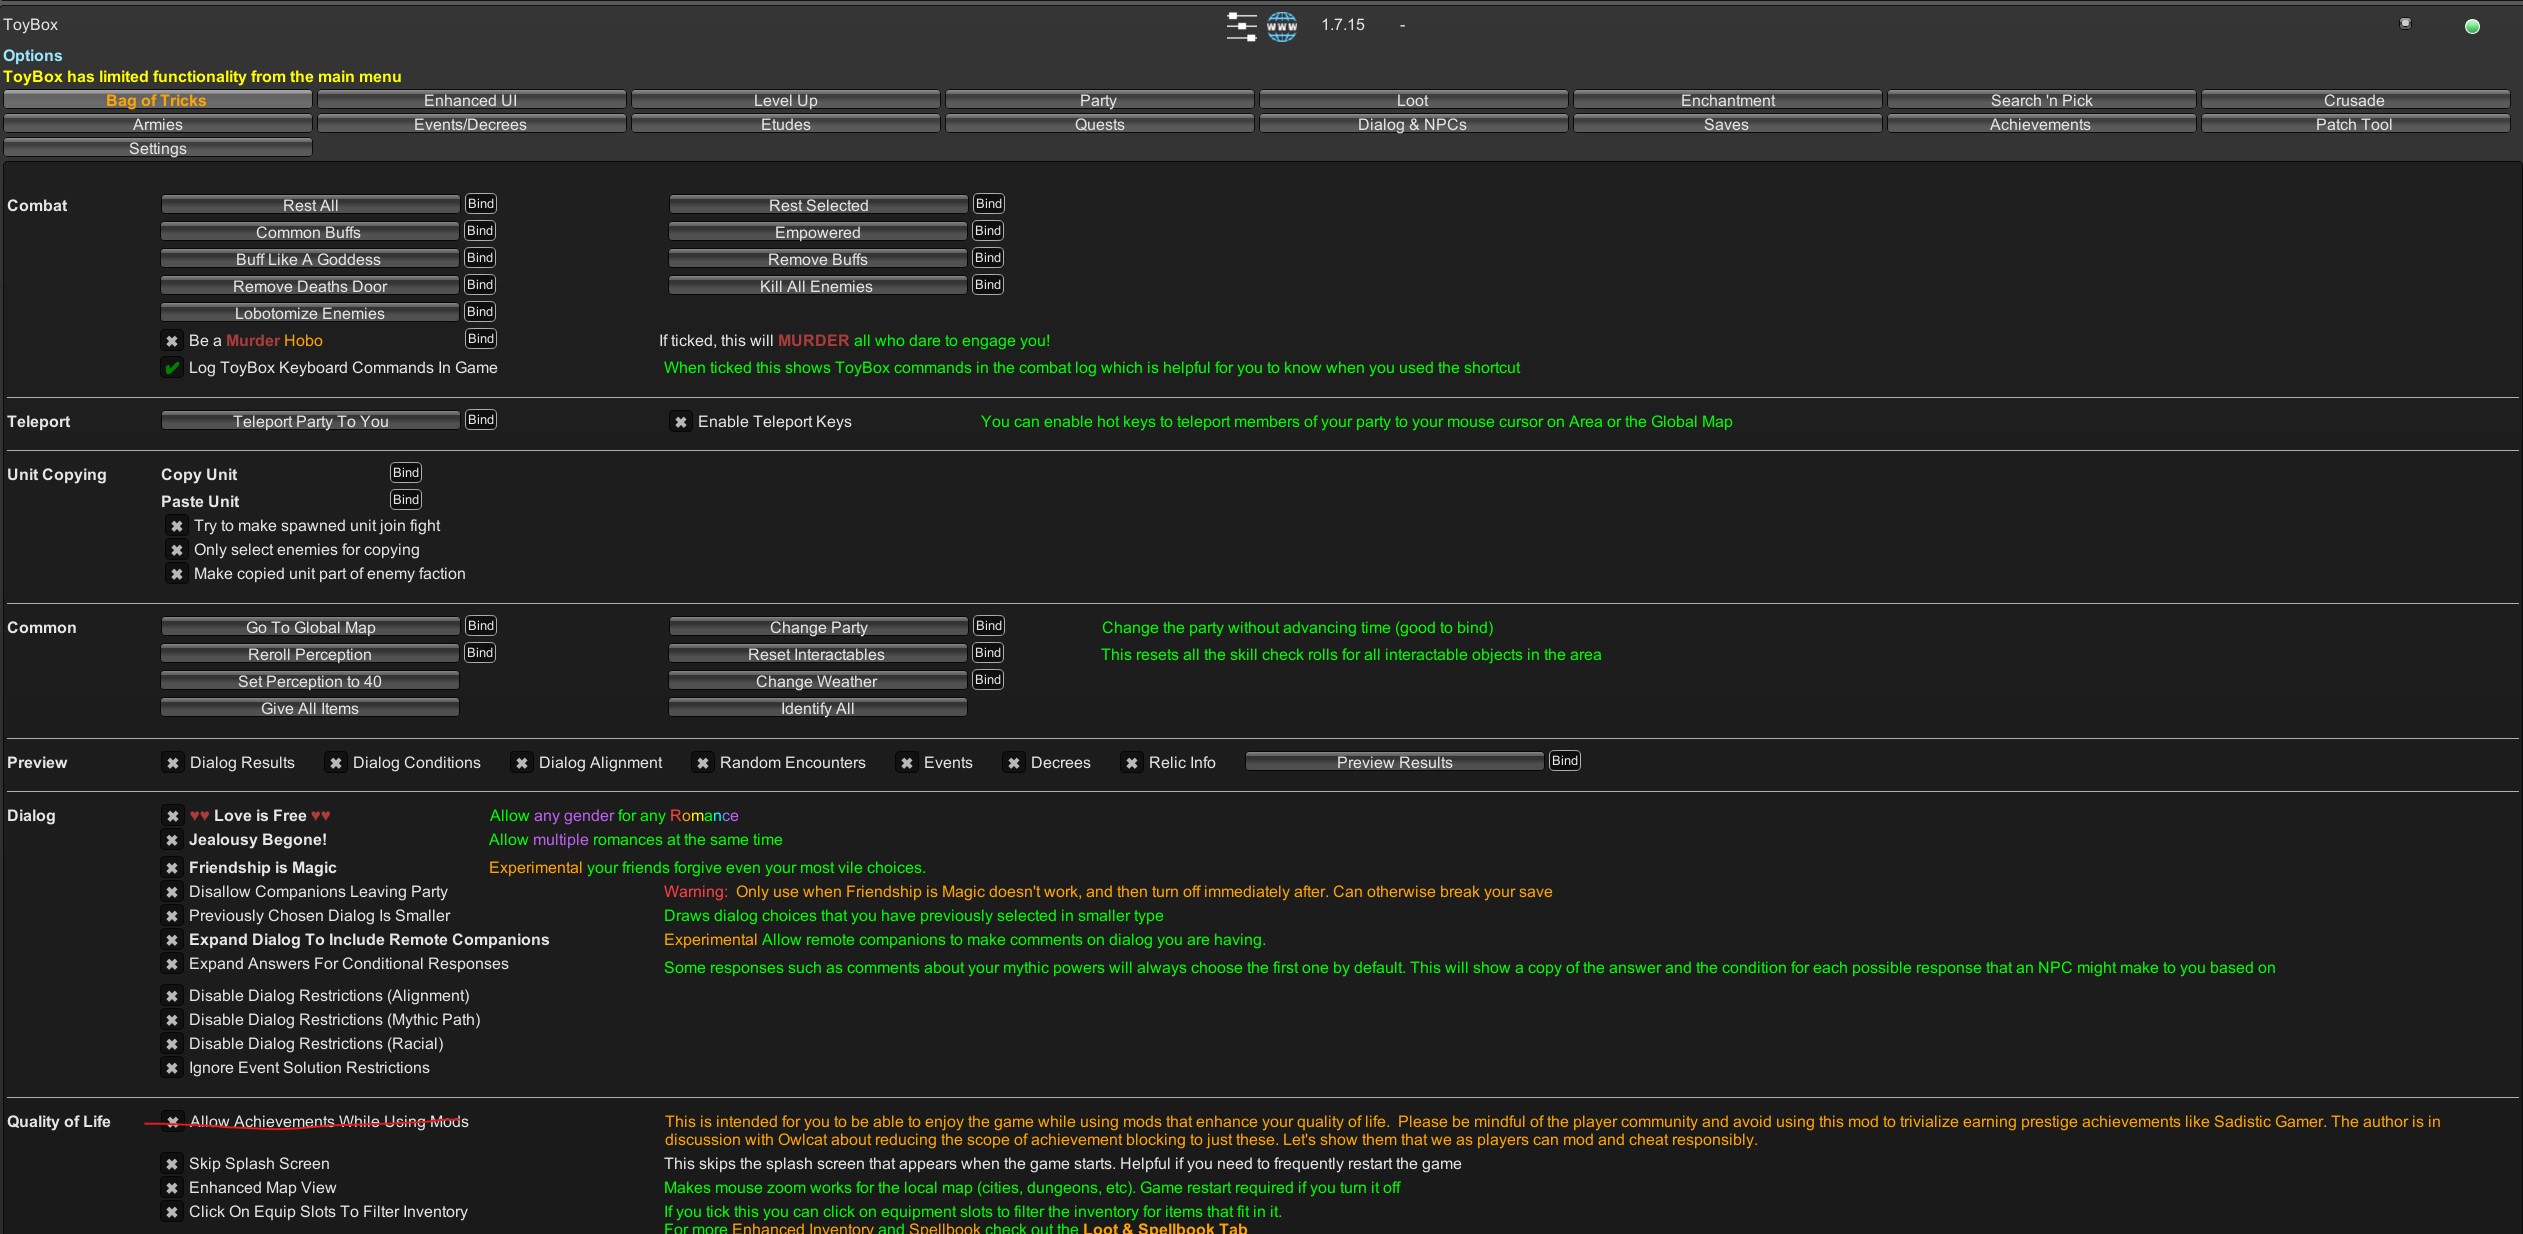 ToyBox 1.7.15 -
Options
ToyBox has limited functionality from the main menu
Bag of Tricks Enhanced UI Level Up Party Loot Enchantment Search 'n Pick Crusade
Armies Events/Decrees Etudes Quests Dialog & NPCs Saves Achievements Patch Tool
Settings
Combat Rest All Bind Rest Selected Bind
Common Buffs Bind Empowered Bind
Buff Like A Goddess Bind Remove Buffs Bind
Remove Deaths Door Bind Kill All Enemies Bind
Lobotomize Enemies Bind
Be a Murder Hobo Bind If ticked, this will MURDER all who dare to engage you!
Log ToyBox Keyboard Commands In Game When ticked this shows ToyBox commands in the combat log which is helpful for you to know when you used the shortcut
Teleport Teleport Party To You Bind Enable Teleport Keys You can enable hot keys to teleport members of your party to your mouse cursor on Area or the Global Map
Unit Copying Copy Unit Bind
Paste Unit Bind
Try to make spawned unit join fight
Only select enemies for copying
Make copied unit part of enemy faction
Common Go To Global Map Bind Change Party Bind Change the party without advancing time (good to bind)
Reroll Perception Bind Reset Interactables Bind This resets all the skill check rolls for all interactable objects in the area
Set Perception to 40 Change Weather Bind
Give All Items Identify All
Preview Dialog Results Dialog Conditions Dialog Alignment Random Encounters Events Decrees Relic Info Preview Results Bind
Dialog ♥♥ Love is Free ♥♥ Allow any gender for any Romance
Jealousy Begone! Allow multiple romances at the same time
Friendship is Magic Experimental your friends forgive even your most vile choices.
Disallow Companions Leaving Party Warning: Only use when Friendship is Magic doesn't work, and then turn off immediately after. Can otherwise break your save
Previously Chosen Dialog Is Smaller Draws dialog choices that you have previously selected in smaller type
Expand Dialog To Include Remote Companions Experimental Allow remote companions to make comments on dialog you are having.
Expand Answers For Conditional Responses Some responses such as comments about your mythic powers will always choose the first one by default. This will show a copy of the answer and the condition for each possible response that an NPC might make to you based on
Disable Dialog Restrictions (Alignment)
Disable Dialog Restrictions (Mythic Path)
Disable Dialog Restrictions (Racial)
Ignore Event Solution Restrictions
Quality of Life Allow Achievements While Using Mods This is intended for you to be able to enjoy the game while using mods that enhance your quality of life. Please be mindful of the player community and avoid using this mod to trivialize earning prestige achievements like Sadistic Gamer. The author is in
discussion with Owlcat about reducing the scope of achievement blocking to just these. Let's show them that we as players can mod and cheat responsibly.
Skip Splash Screen This skips the splash screen that appears when the game starts. Helpful if you need to frequently restart the game
Enhanced Map View Makes mouse zoom works for the local map (cities, dungeons, etc). Game restart required if you turn it off
Click On Equip Slots To Filter Inventory If you tick this you can click on equipment slots to filter the inventory for items that fit in it.
For more Enhanced Inventory and Spellbook check out the Loot & Spellbook Tab